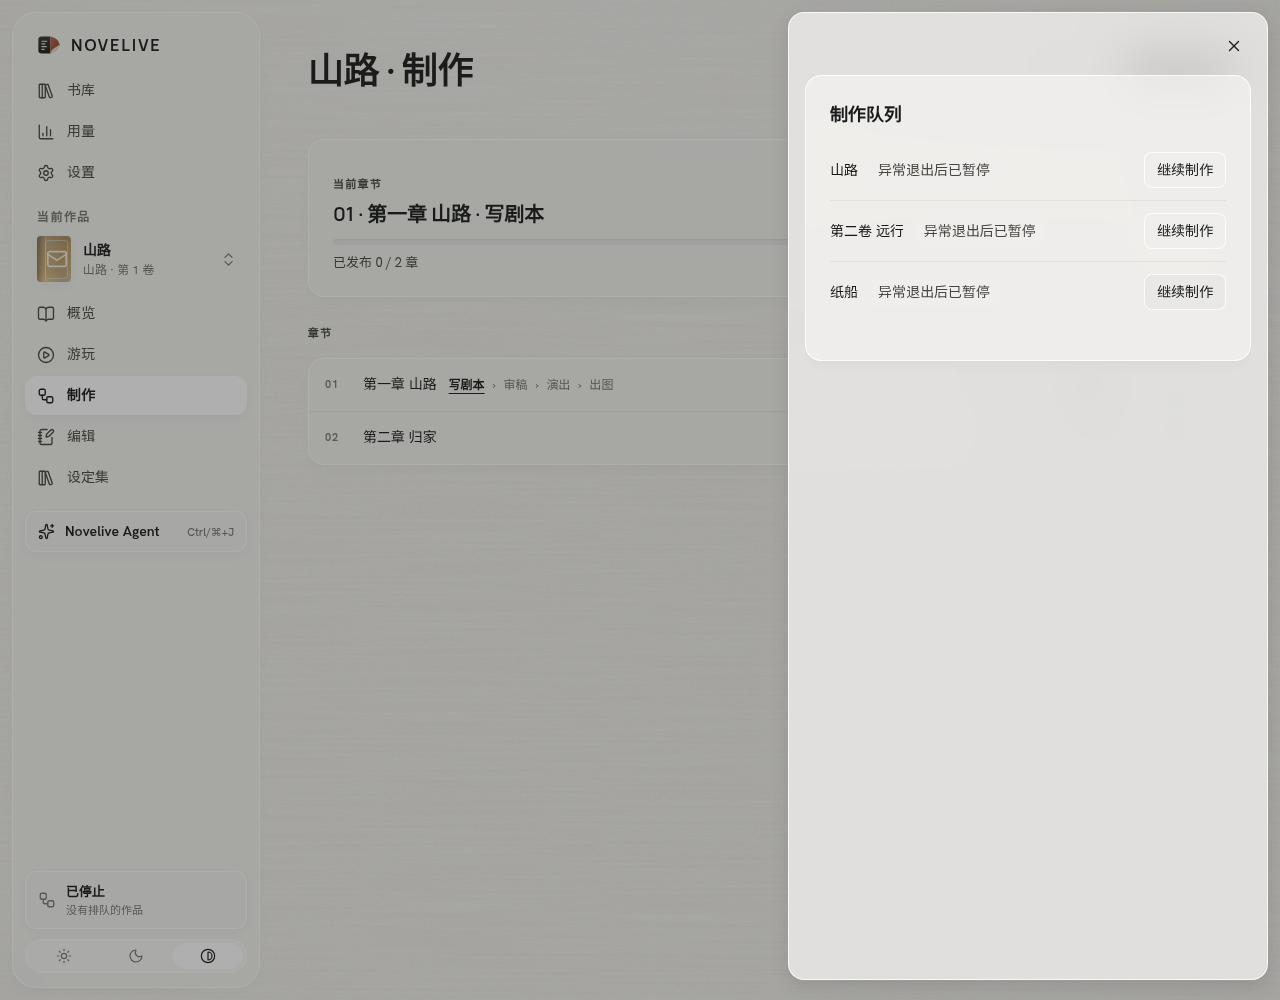 NOVELIVE
书库
用量
设置
当前作品
山路
山路 · 第 1 卷
概览
游玩
制作
编辑
设定集
Novelive Agent Ctrl/⌘+J
已停止
没有排队的作品
山路 · 制作
当前章节
01 · 第一章 山路 · 写剧本
已发布 0 / 2 章
章节
01 第一章 山路 写剧本 › 审稿 › 演出 › 出图
02 第二章 归家
制作队列
山路 异常退出后已暂停 继续制作
第二卷 远行 异常退出后已暂停 继续制作
纸船 异常退出后已暂停 继续制作